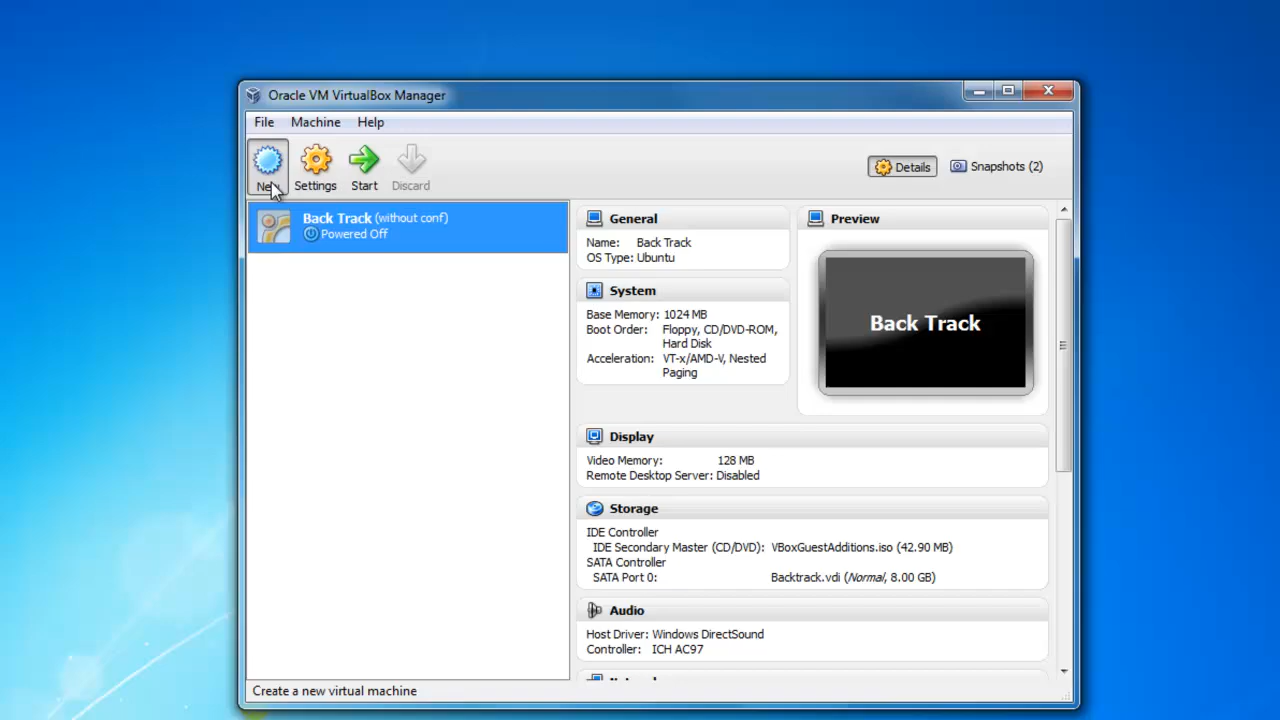 Oracle VM VirtualBox Manager
File Machine Help
New Settings Start Discard
Details Snapshots (2)
Back Track (without conf)
Powered Off
General
Name: Back Track
OS Type: Ubuntu
System
Base Memory: 1024 MB
Boot Order: Floppy, CD/DVD-ROM,
Hard Disk
Acceleration: VT-x/AMD-V, Nested
Paging
Preview
Back Track
Display
Video Memory: 128 MB
Remote Desktop Server: Disabled
Storage
IDE Controller
IDE Secondary Master (CD/DVD): VBoxGuestAdditions.iso (42.90 MB)
SATA Controller
SATA Port 0: Backtrack.vdi (Normal, 8.00 GB)
Audio
Host Driver: Windows DirectSound
Controller: ICH AC97
Create a new virtual machine